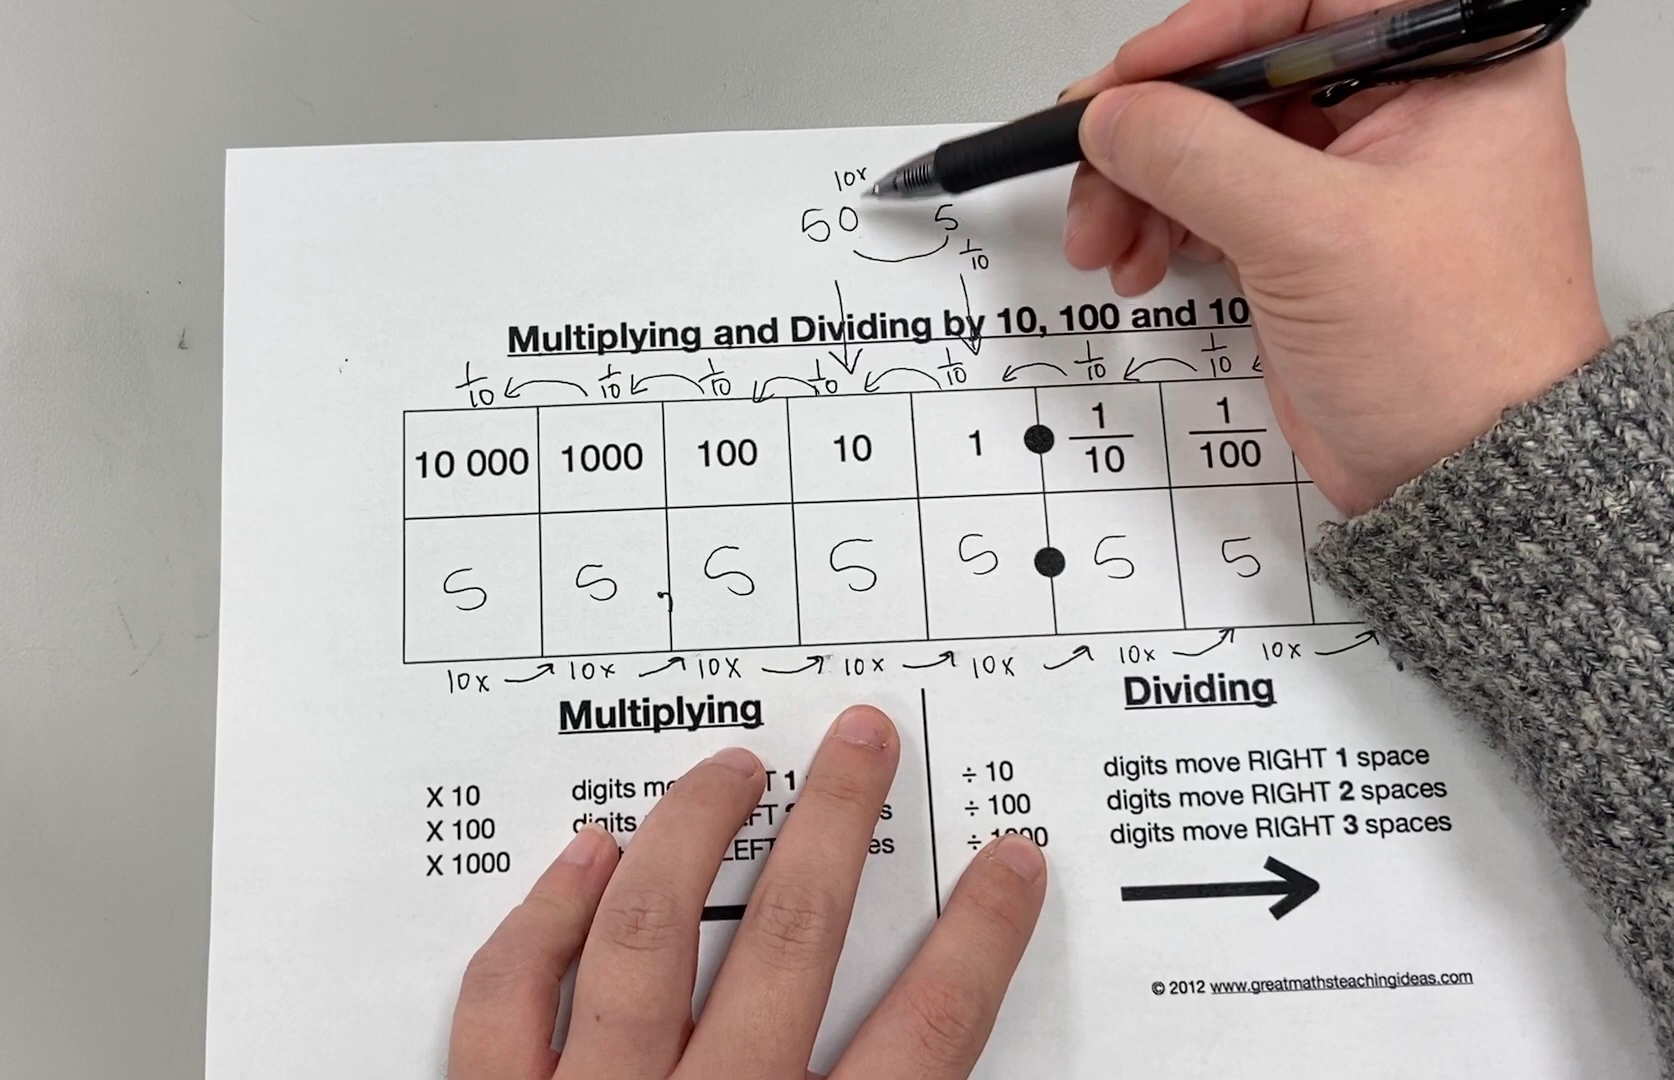 10x
50 5
1/10
Multiplying and Dividing by 10, 100 and 10
1/10 1/10 1/10 1/10 1/10 1/10 1/10
10 000 1000 100 10 1 1/10 1/100
5 5 , 5 5 5 5 5
10x 10x 10x 10x 10x 10x 10x
Multiplying
Dividing
X 10 digits 1
X 100 digits
X 1000
÷ 10 digits move RIGHT 1 space
÷ 100 digits move RIGHT 2 spaces
÷ digits move RIGHT 3 spaces
© 2012 www.greatmathsteachingideas.com